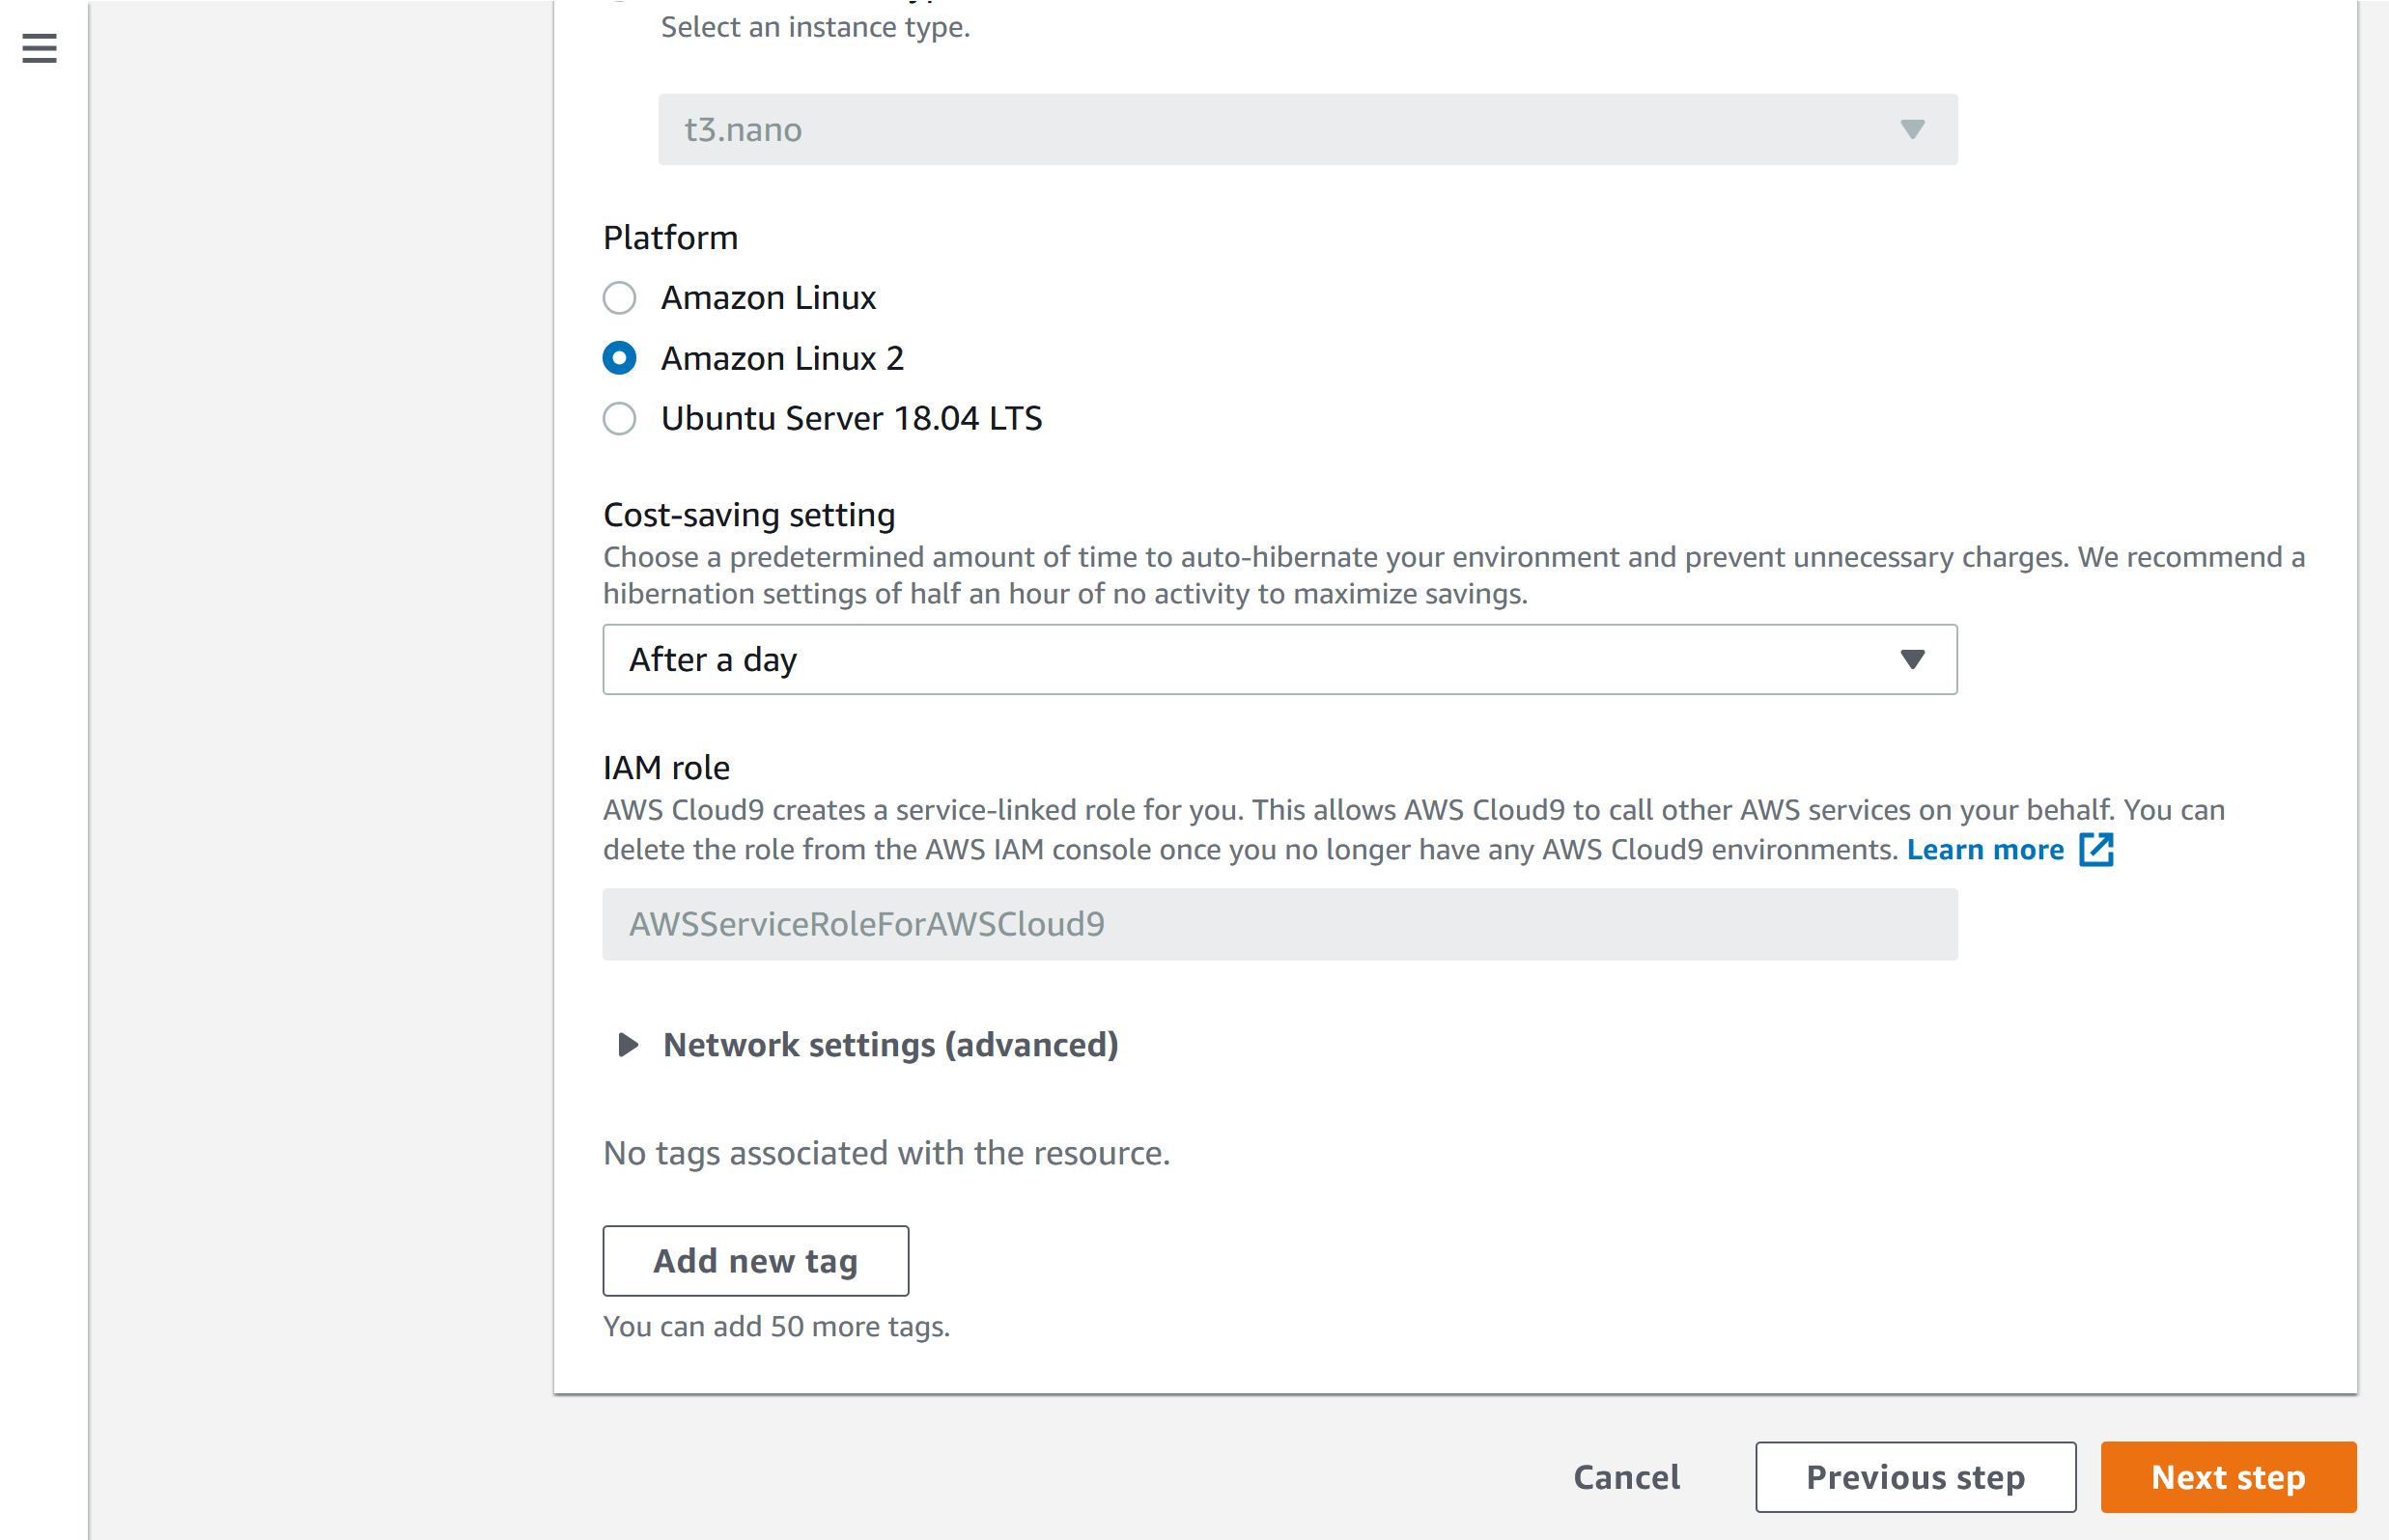 Select an instance type.
t3.nano
Platform
Amazon Linux
Amazon Linux 2
Ubuntu Server 18.04 LTS
Cost-saving setting
Choose a predetermined amount of time to auto-hibernate your environment and prevent unnecessary charges. We recommend a
hibernation settings of half an hour of no activity to maximize savings.
After a day
IAM role
AWS Cloud9 creates a service-linked role for you. This allows AWS Cloud9 to call other AWS services on your behalf. You can
delete the role from the AWS IAM console once you no longer have any AWS Cloud9 environments. Learn more
AWSServiceRoleForAWSCloud9
Network settings (advanced)
No tags associated with the resource.
Add new tag
You can add 50 more tags.
Cancel Previous step Next step